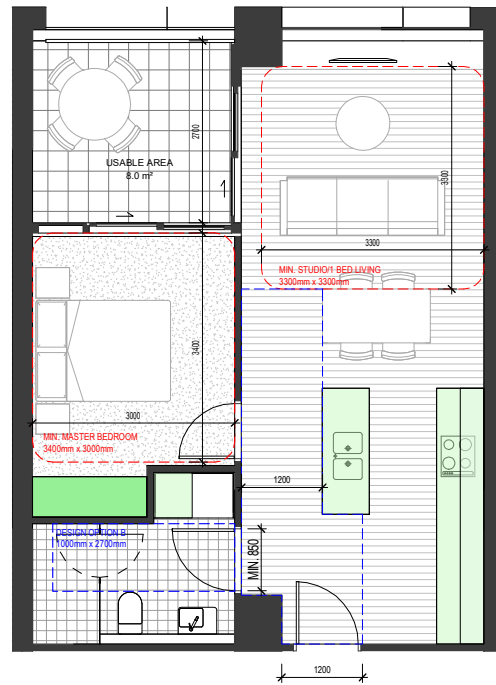 2700
USABLE AREA
8.0 m²
3300
3300
MIN. STUDIO/1 BED LIVING
3300mm x 3300mm
3400
3000
MIN. MASTER BEDROOM
3400mm x 3000mm
1200
DESIGN OPTION B
1000mm x 2700mm
MIN. 850
1200